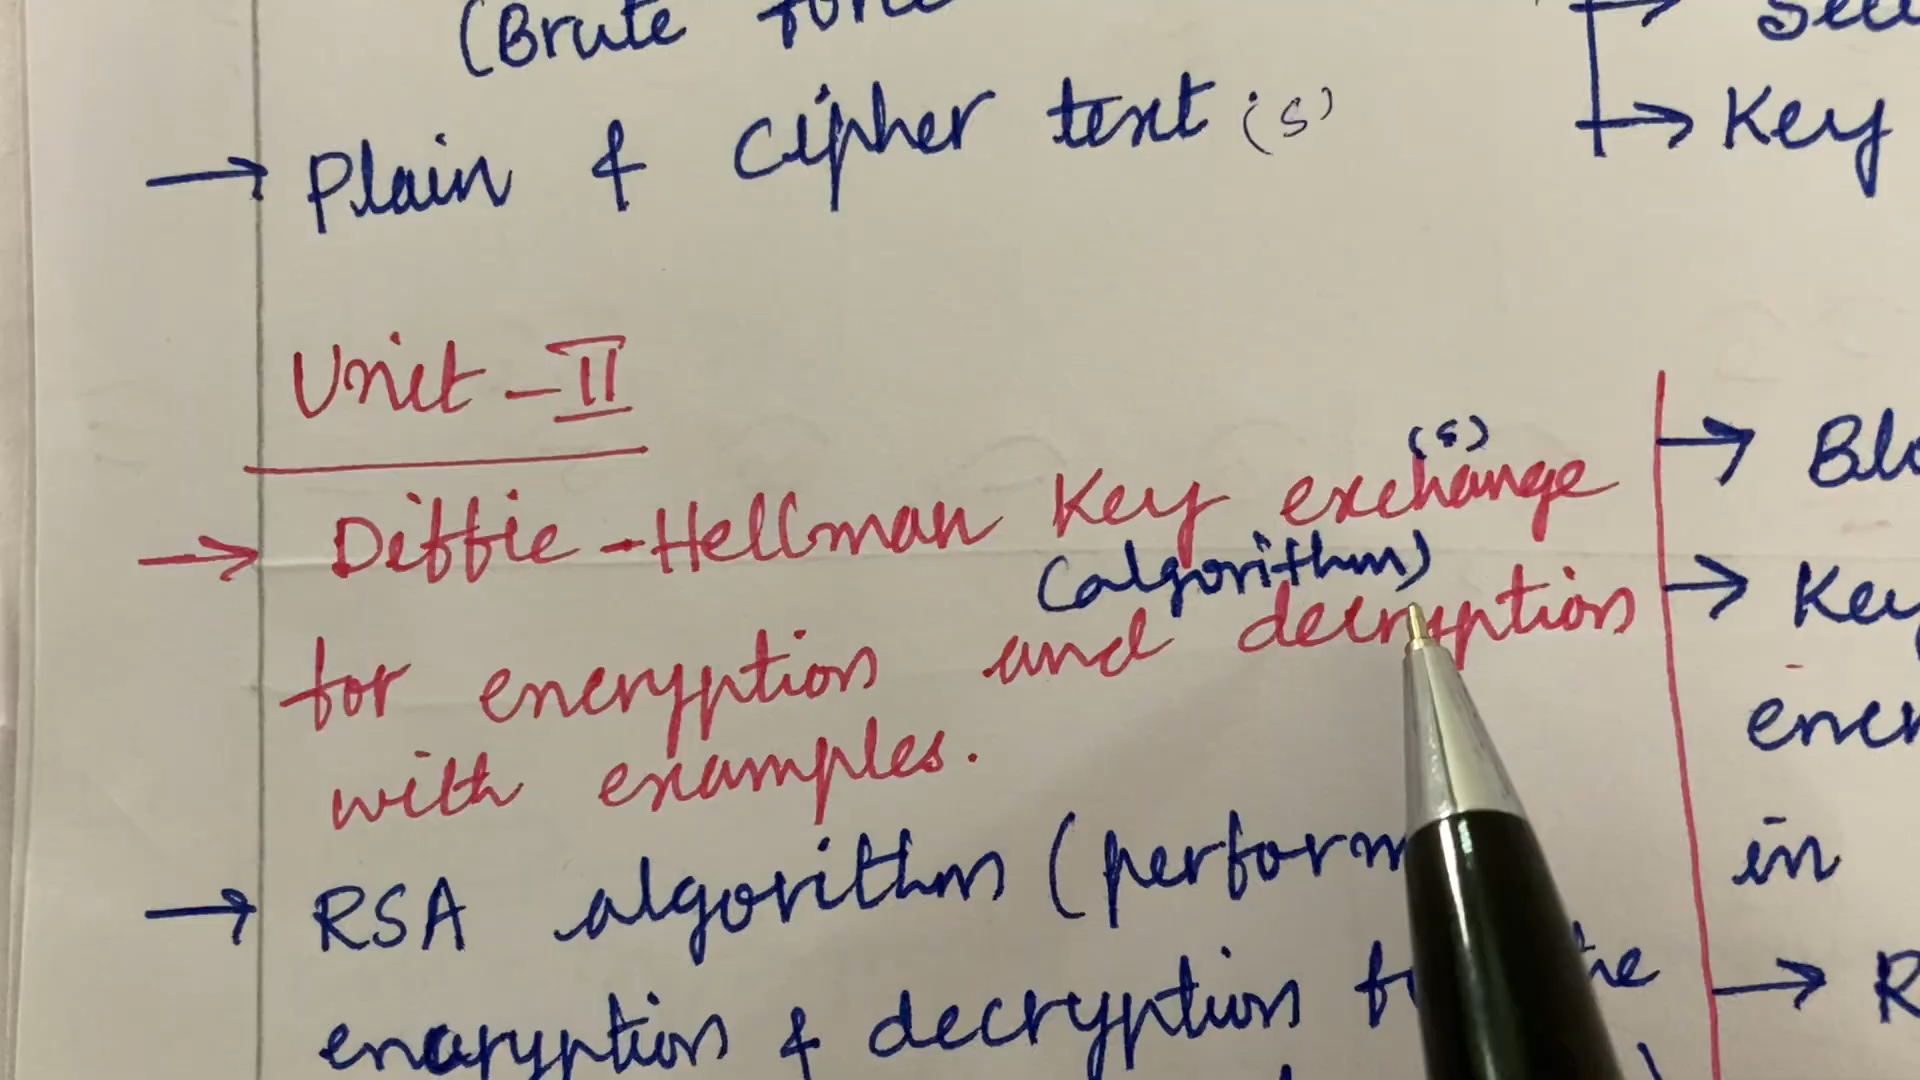 (Brute
Plain & Cipher text (s)
Key
Unit - II
(s)
Diffie - Hellman Key exchange
(algorithm)
for encryption and decryption
with examples.
RSA algorithm (perform
encryption & decryption
in